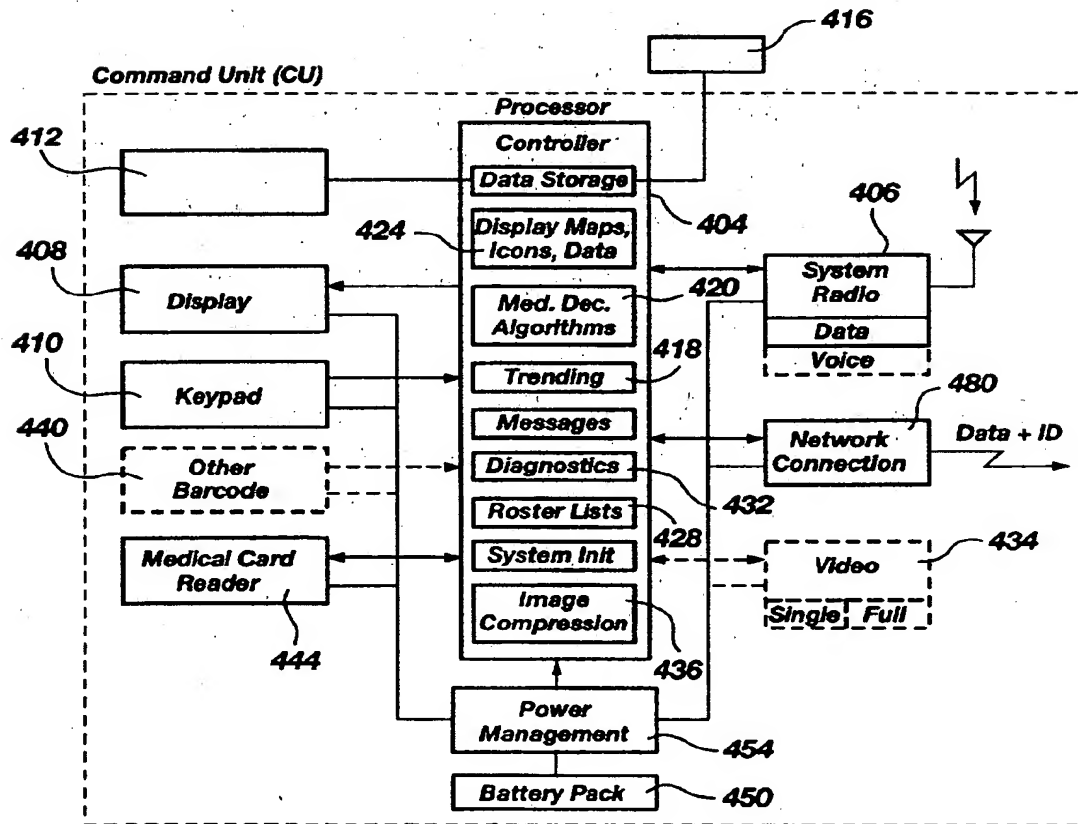 416
Command Unit (CU)
Processor
412
Controller
Data Storage
404
406
424
Display Maps,
Icons, Data
408
Display
System
Radio
Data
Voice
420
Med. Dec.
Algorithms
410
Keypad
418
Trending
480
Messages
Network
Connection
Data + ID
440
Other
Barcode
Diagnostics
432
Roster Lists
428
434
Medical Card
Reader
System Init
Video
Single
Full
444
Image
Compression
436
Power
Management
454
Battery Pack
450